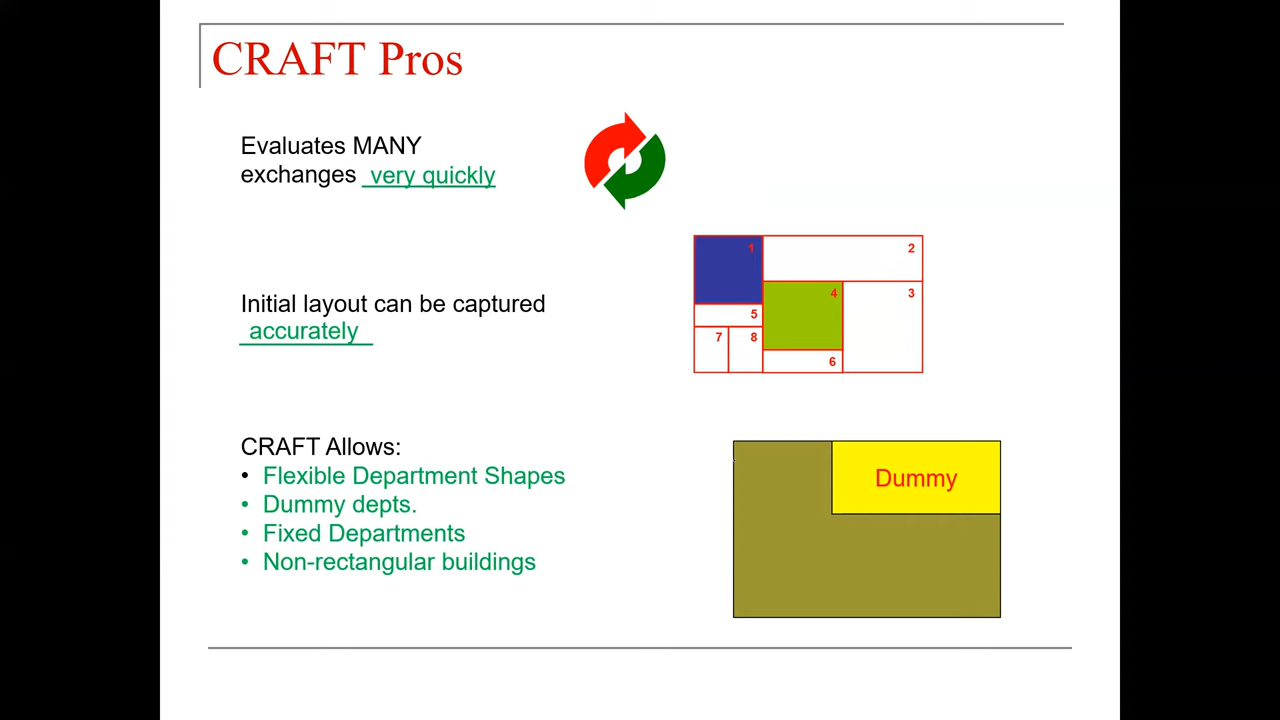 CRAFT Pros
Evaluates MANY
exchanges very quickly
Initial layout can be captured
accurately
1
2
3
4
5
6
7
8
CRAFT Allows:
• Flexible Department Shapes
• Dummy depts.
• Fixed Departments
• Non-rectangular buildings
Dummy